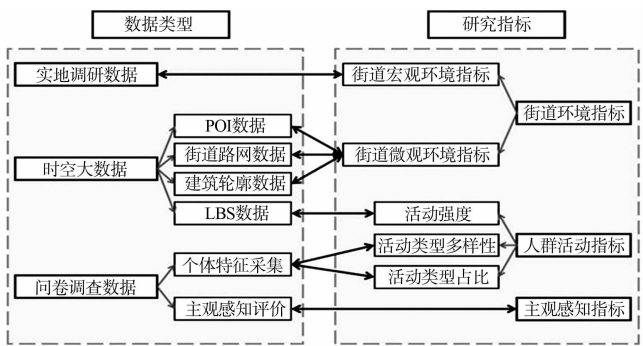 数据类型
研究指标
实地调研数据
街道宏观环境指标
街道环境指标
POI数据
街道路网数据
街道微观环境指标
时空大数据
建筑轮廓数据
LBS数据
活动强度
个体特征采集
活动类型多样性
人群活动指标
问卷调查数据
活动类型占比
主观感知评价
主观感知指标